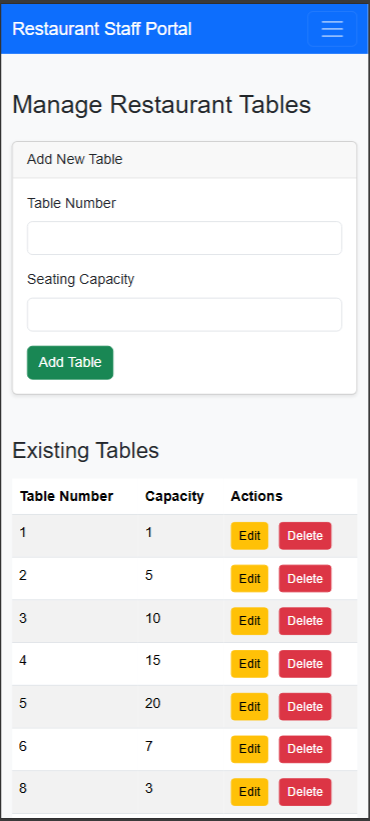 Restaurant Staff Portal
Manage Restaurant Tables
Add New Table
Table Number
Seating Capacity
Add Table
Existing Tables
Table Number Capacity Actions
1 1 Edit Delete
2 5 Edit Delete
3 10 Edit Delete
4 15 Edit Delete
5 20 Edit Delete
6 7 Edit Delete
8 3 Edit Delete